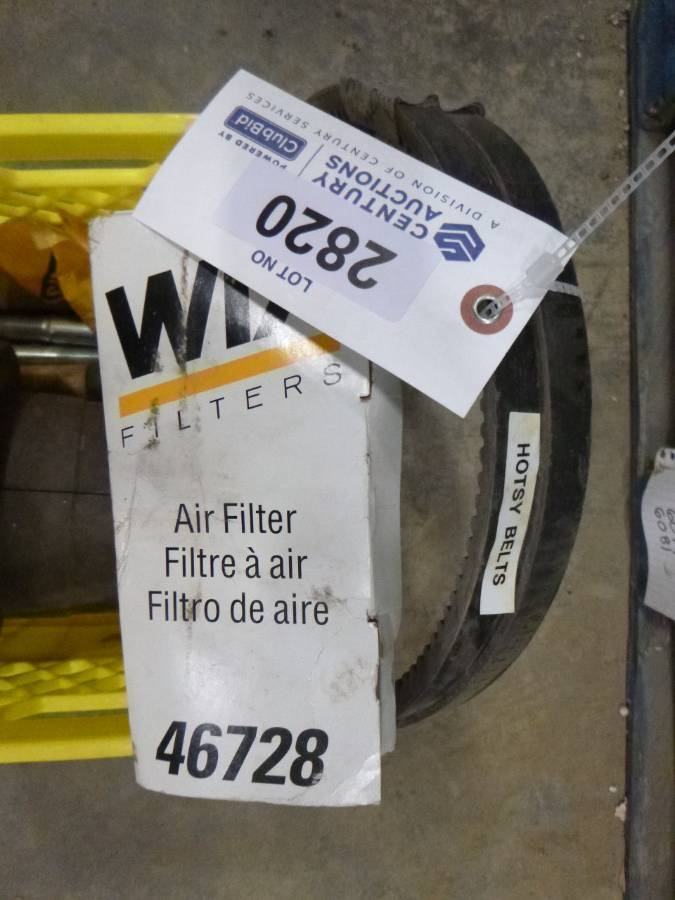 A DIVISION OF CENTURY SERVICES
CENTURY
AUCTIONS
POWERED BY
ClubBid
LOT NO
2820
FILTERS
Air Filter
Filtre à air
Filtro de aire
46728
HOTSY BELTS